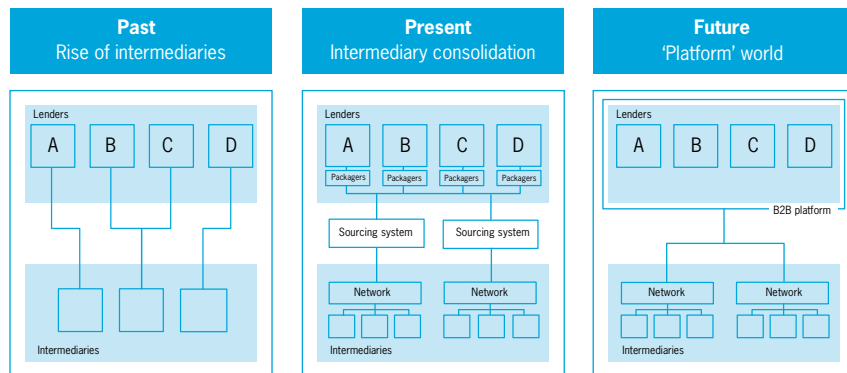 Past
Rise of intermediaries
Lenders
A B C D
Intermediaries
Present
Intermediary consolidation
Lenders
A B C D
Packagers Packagers Packagers Packagers
Sourcing system Sourcing system
Network Network
Intermediaries
Future
‘Platform’ world
Lenders
A B C D
B2B platform
Network Network
Intermediaries